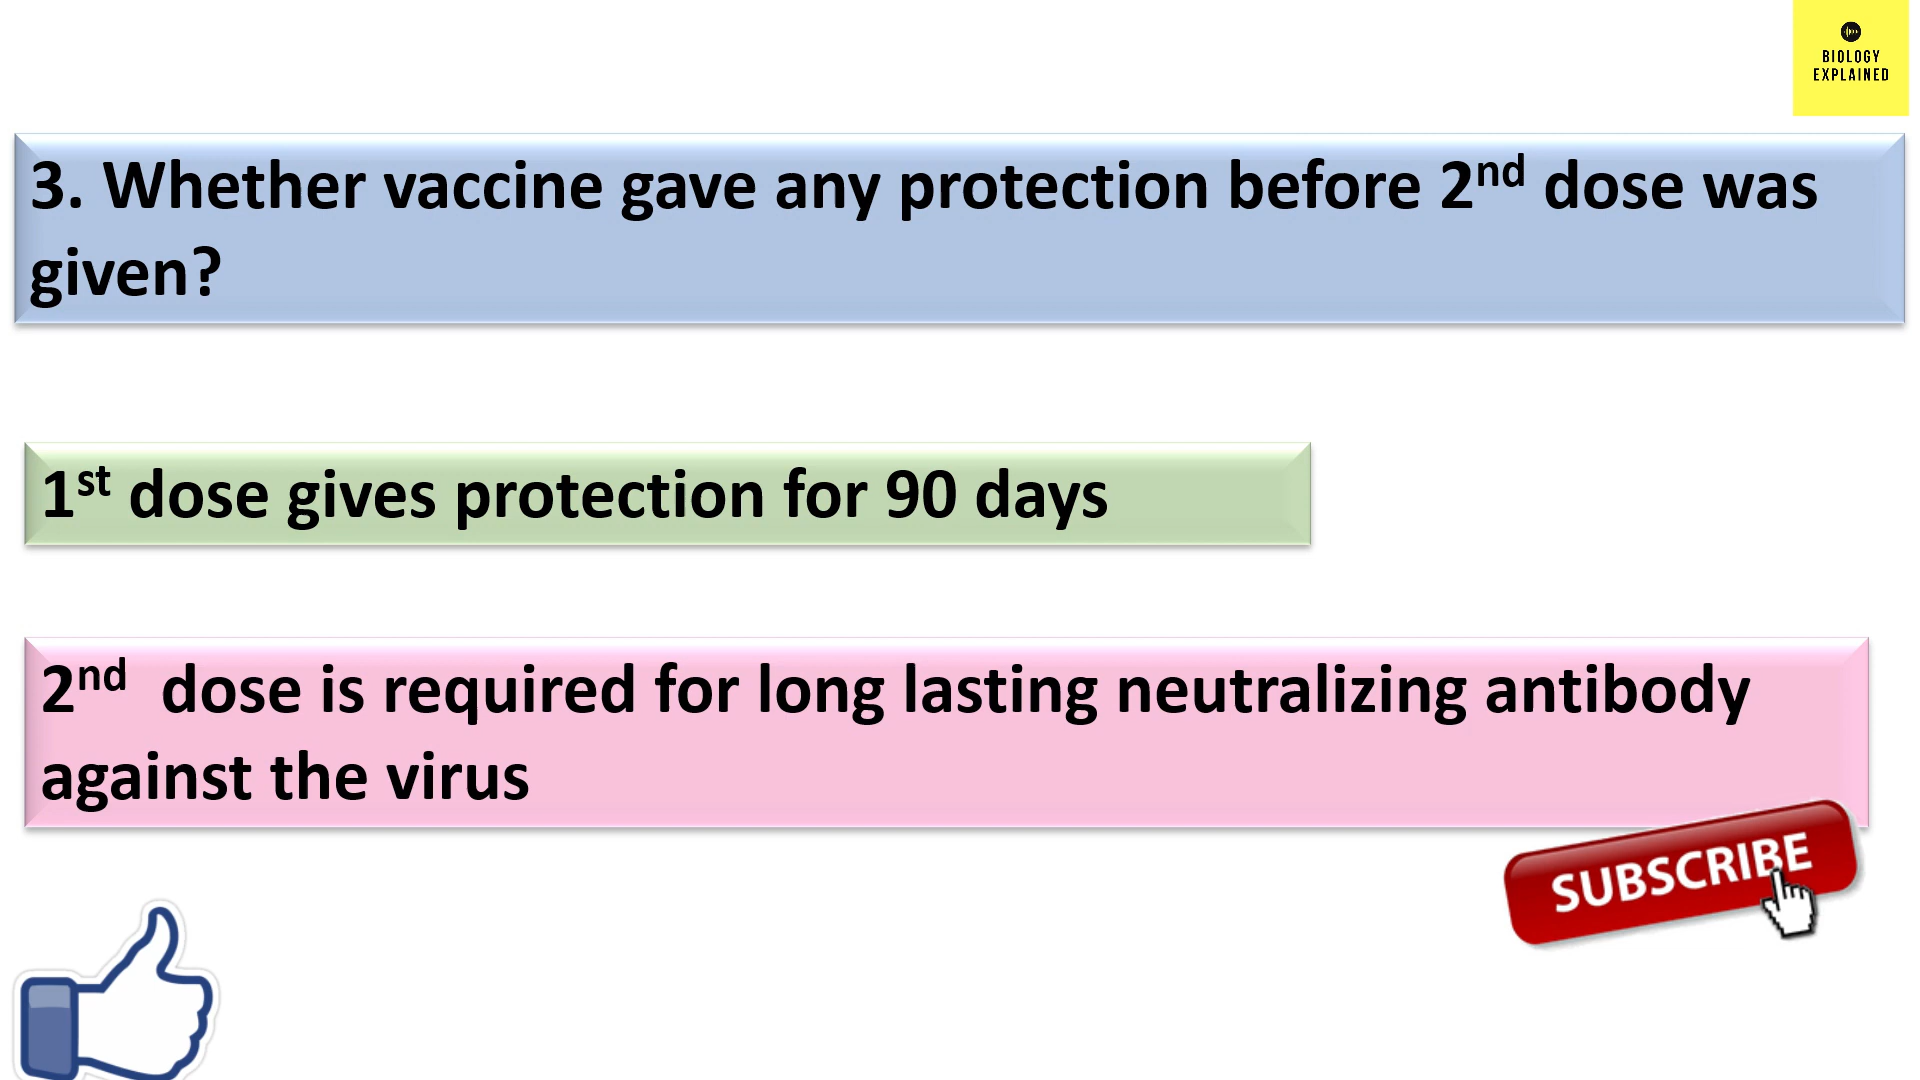 BIOLOGY
EXPLAINED
3. Whether vaccine gave any protection before 2nd dose was
given?
1st dose gives protection for 90 days
2nd dose is required for long lasting neutralizing antibody
against the virus
SUBSCRIBE